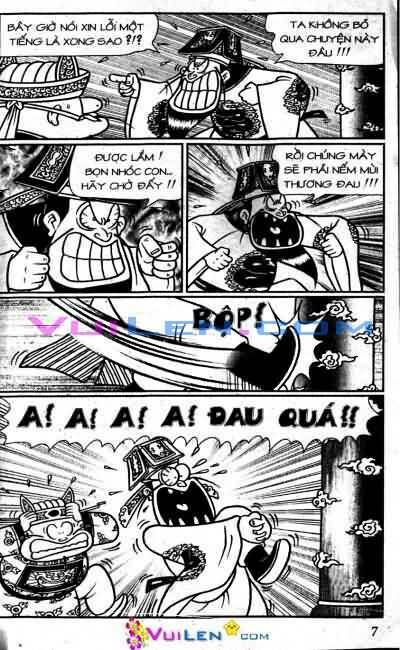 BÂY GIỜ NÓI XIN LỖI MỘT
TIẾNG LÀ XONG SAO ?!?
TA KHÔNG BỎ
QUA CHUYỆN NÀY
ĐÂU !!!
ĐƯỢC LẮM !
BỌN NHÓC CON..
HÃY CHỜ ĐẤY !!
RỒI CHÚNG MÀY
SẼ PHẢI NẾM MÙI
THƯƠNG ĐAU !!!
BỘP!
VUILEN.COM
A! A! A! A! ĐAU QUÁ!!
7
VUILEN.COM